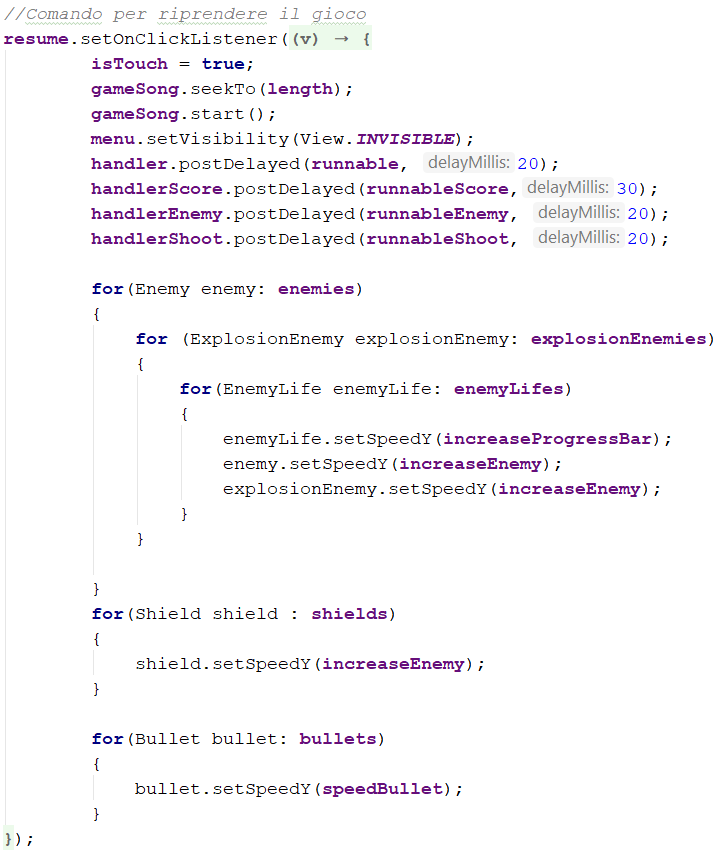 //Comando per riprendere il gioco
resume.setOnClickListener((v) → {
isTouch = true;
gameSong.seekTo(length);
gameSong.start();
menu.setVisibility(View.INVISIBLE);
handler.postDelayed(runnable, delayMillis: 20);
handlerScore.postDelayed(runnableScore, delayMillis: 30);
handlerEnemy.postDelayed(runnableEnemy, delayMillis: 20);
handlerShoot.postDelayed(runnableShoot, delayMillis: 20);
for(Enemy enemy: enemies)
{
for (ExplosionEnemy explosionEnemy: explosionEnemies)
{
for(EnemyLife enemyLife: enemyLifes)
{
enemyLife.setSpeedY(increaseProgressBar);
enemy.setSpeedY(increaseEnemy);
explosionEnemy.setSpeedY(increaseEnemy);
}
}
}
for(Shield shield : shields)
{
shield.setSpeedY(increaseEnemy);
}
for(Bullet bullet: bullets)
{
bullet.setSpeedY(speedBullet);
}
});